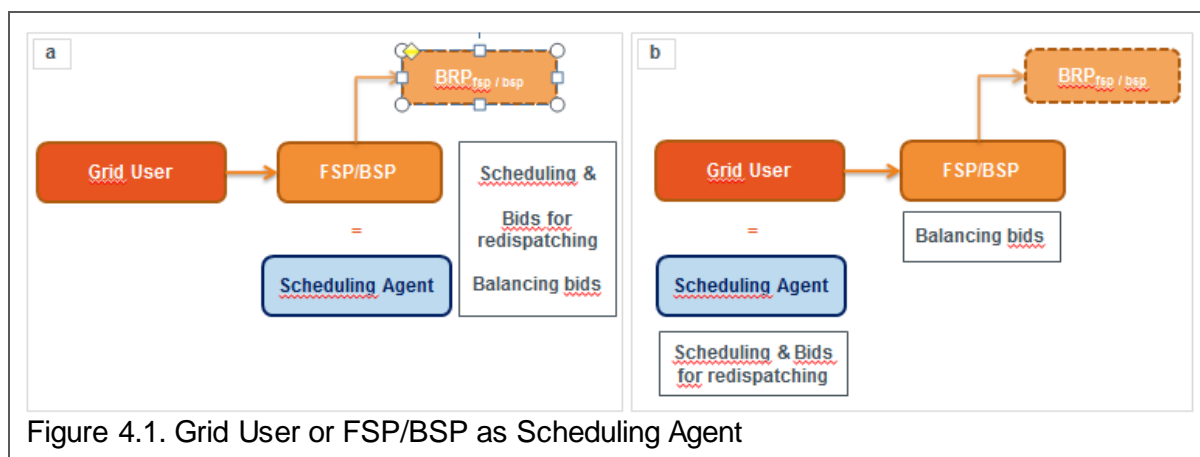 a
BRPfsp / bsp
Grid User
FSP/BSP
=
Scheduling Agent
Scheduling &
Bids for
redispatching
Balancing bids
b
BRPfsp / bsp
Grid User
FSP/BSP
=
Balancing bids
Scheduling Agent
Scheduling & Bids
for redispatching
Figure 4.1. Grid User or FSP/BSP as Scheduling Agent